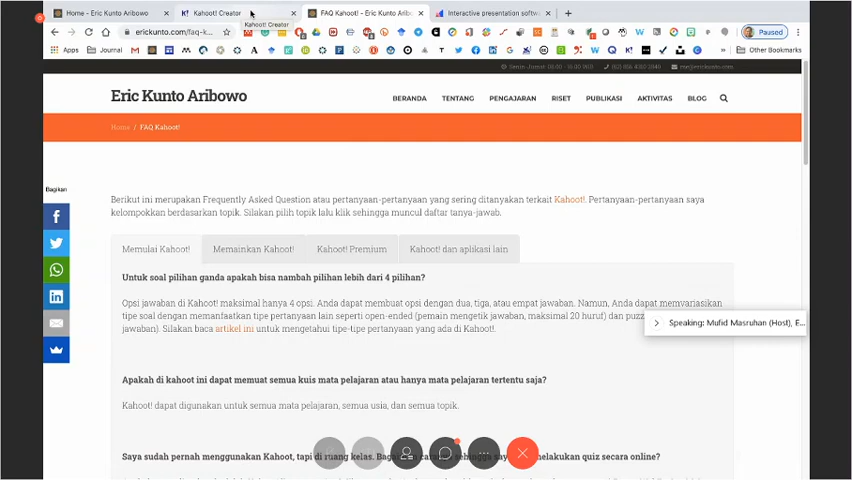 Home - Eric Kunto Aribowo
Kahoot! Creator
FAQ Kahoot! - Eric Kunto Aribo
Interactive presentation softw
Kahoot! Creator
erickunto.com/faq-k...
Paused
Apps
Journal
Other Bookmarks
Eric Kunto Aribowo
BERANDA
TENTANG
PENGAJARAN
RISET
PUBLIKASI
AKTIVITAS
BLOG
Home / FAQ Kahoot!
Bagikan
Berikut ini merupakan Frequently Asked Question atau pertanyaan-pertanyaan yang sering ditanyakan terkait Kahoot!. Pertanyaan-pertanyaan saya
kelompokkan berdasarkan topik. Silakan pilih topik lalu klik sehingga muncul daftar tanya-jawab.
Memulai Kahoot!
Memainkan Kahoot!
Kahoot! Premium
Kahoot! dan aplikasi lain
Untuk soal pilihan ganda apakah bisa nambah pilihan lebih dari 4 pilihan?
Opsi jawaban di Kahoot! maksimal hanya 4 opsi. Anda dapat membuat opsi dengan dua, tiga, atau empat jawaban. Namun, Anda dapat memvariasikan
tipe soal dengan memanfaatkan tipe pertanyaan lain seperti open-ended (pemain mengetik jawaban, maksimal 20 huruf) dan puzz
jawaban). Silakan baca artikel ini untuk mengetahui tipe-tipe pertanyaan yang ada di Kahoot!.
Speaking: Mufid Masruhan (Host), E...
Apakah di kahoot ini dapat memuat semua kuis mata pelajaran atau hanya mata pelajaran tertentu saja?
Kahoot! dapat digunakan untuk semua mata pelajaran, semua usia, dan semua topik.
Saya sudah pernah menggunakan Kahoot, tapi di ruang kelas. Baga melakukan quiz secara online?